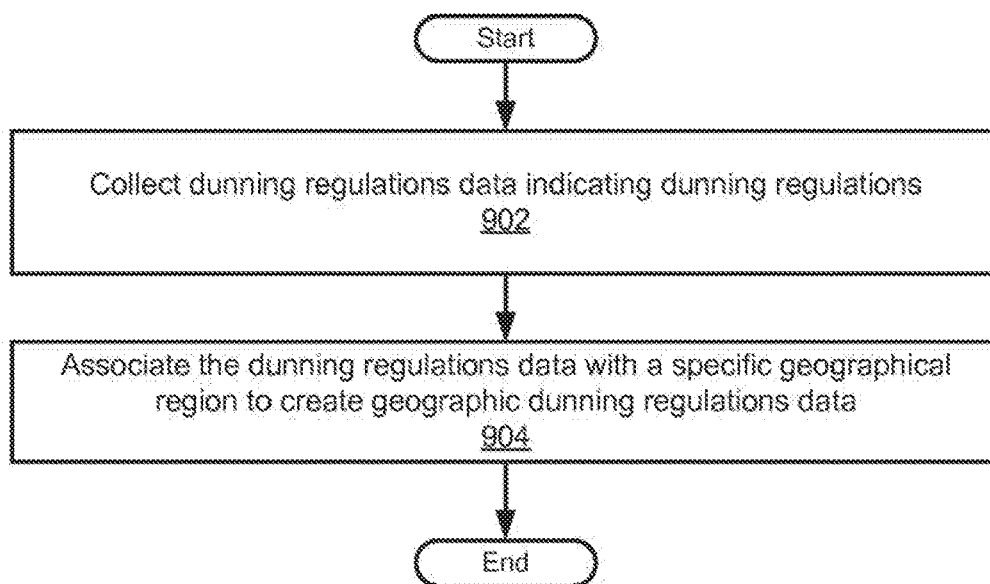 Start
Collect dunning regulations data indicating dunning regulations
902
Associate the dunning regulations data with a specific geographical
region to create geographic dunning regulations data
904
End